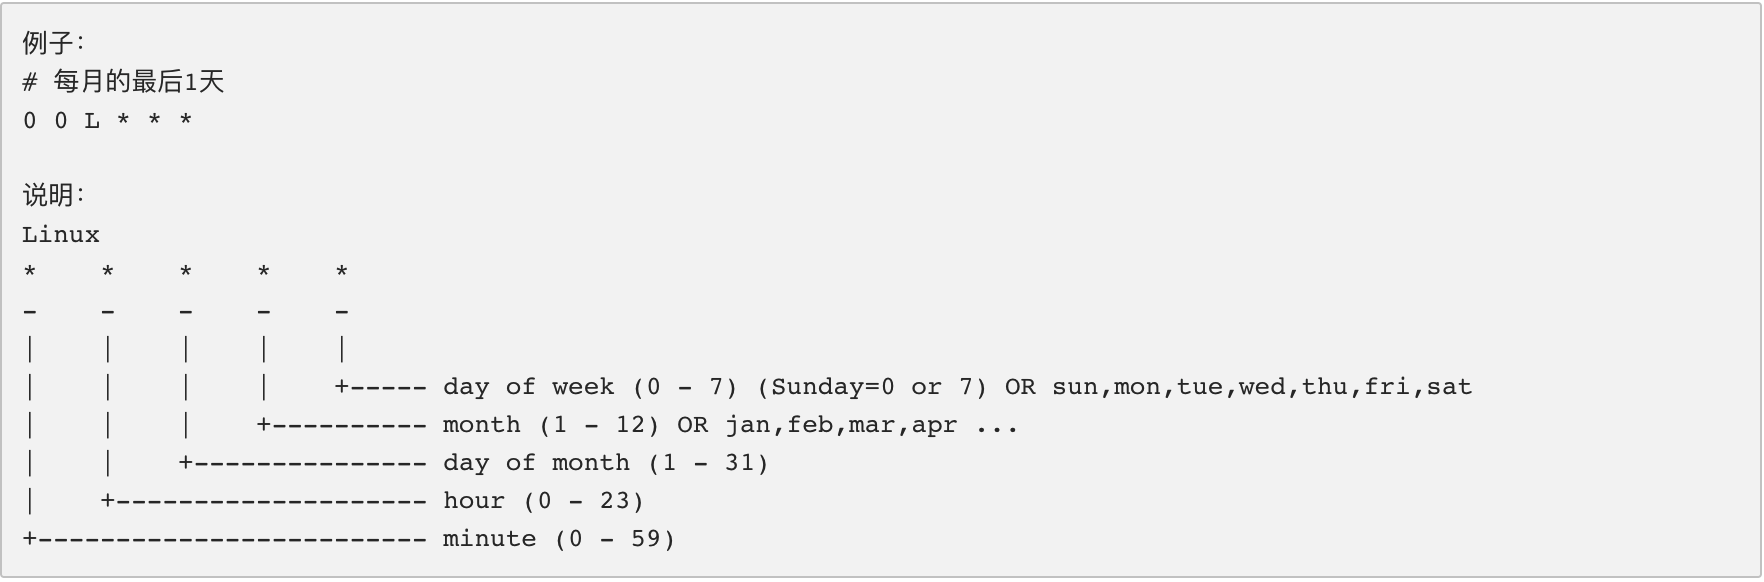 例子:
# 每月的最后1天
0 0 L * * *

说明:
Linux
*    *    *    *    *
-    -    -    -    -
|    |    |    |    |
|    |    |    |    +----- day of week (0 - 7) (Sunday=0 or 7) OR sun,mon,tue,wed,thu,fri,sat
|    |    |    +---------- month (1 - 12) OR jan,feb,mar,apr ...
|    |    +--------------- day of month (1 - 31)
|    +-------------------- hour (0 - 23)
+------------------------- minute (0 - 59)